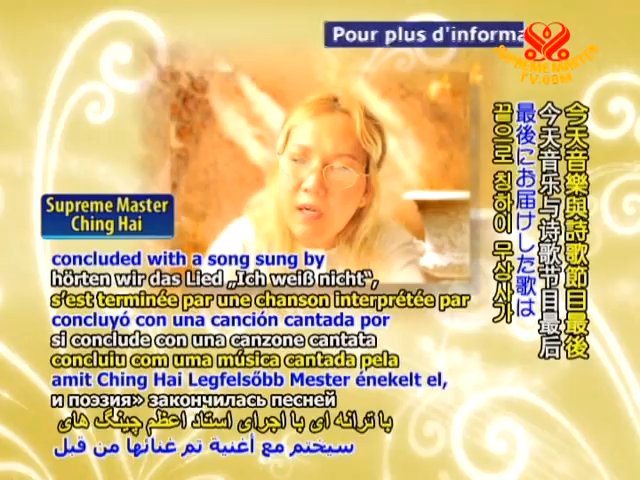 Pour plus d'informa
SUPREME MASTER
TV.COM
Supreme Master
Ching Hai
concluded with a song sung by
hörten wir das Lied „Ich weiß nicht“,
s'est terminée par une chanson interprétée par
concluyó con una canción cantada por
si conclude con una canzone cantata
concluiu com uma música cantada pela
amit Ching Hai Legfelsőbb Mester énekelt el,
и поэзия» закончилась песней
با ترانه ای با اجرای استاد اعظم چینگ های
سيختم مع أغنية تم غنائها من قبل
今天音樂與詩歌節目最後
今天音乐与诗歌节目最后
最後にお届けした歌は
끝으로 칭하이 무상사가